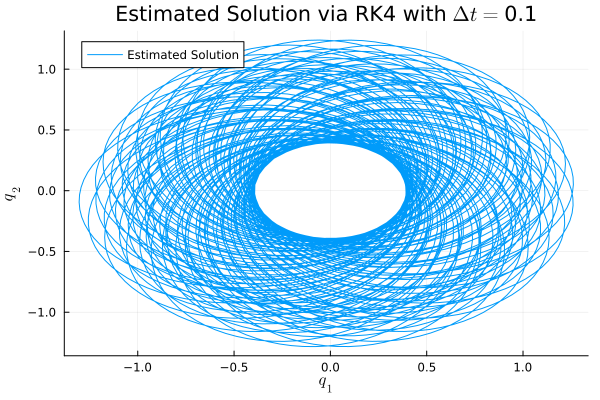 Estimated Solution via RK4 with Δt = 0.1
Estimated Solution
1.0
0.5
0.0
−0.5
−1.0
q₂
−1.0 −0.5 0.0 0.5 1.0
q₁